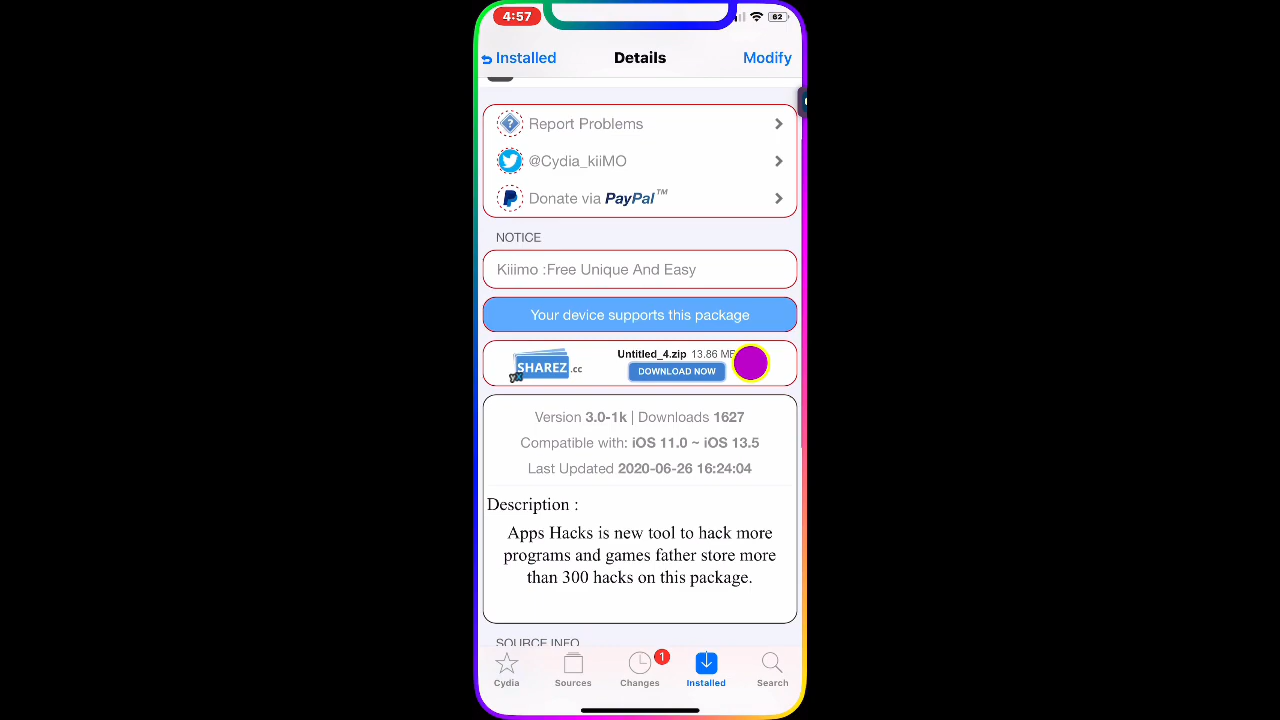 4:57
62
Installed
Details
Modify
Report Problems
@Cydia_kiiMO
Donate via PayPal™
NOTICE
Kiiimo :Free Unique And Easy
Your device supports this package
SHAREZ.cc
Untitled_4.zip 13.86 MB
DOWNLOAD NOW
Version 3.0-1k | Downloads 1627
Compatible with: iOS 11.0 ~ iOS 13.5
Last Updated 2020-06-26 16:24:04
Description :
Apps Hacks is new tool to hack more
programs and games father store more
than 300 hacks on this package.
SOURCE INFO
1
Cydia
Sources
Changes
Installed
Search